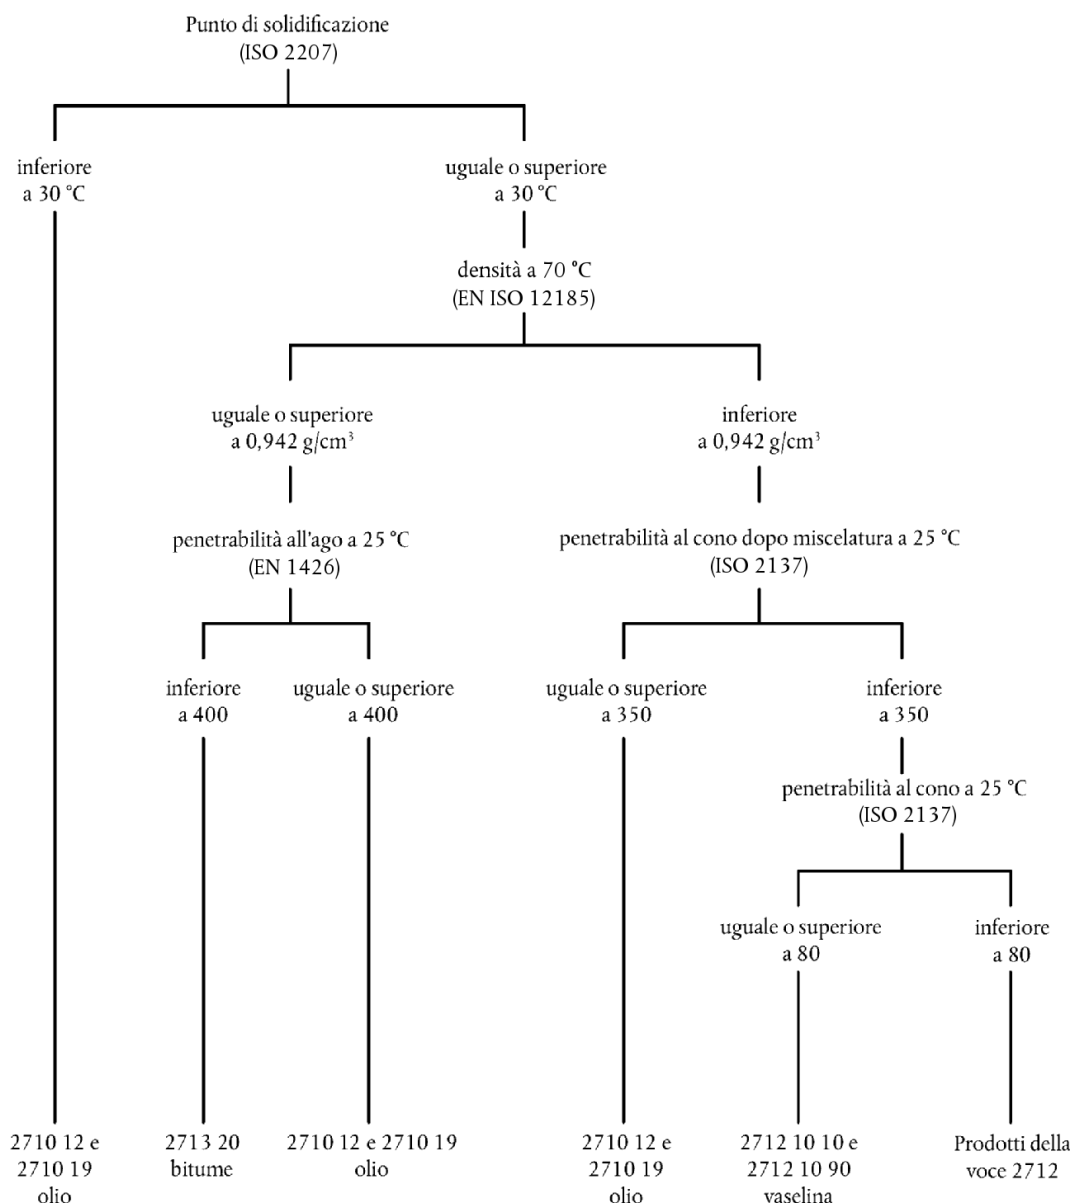 Punto di solidificazione
(ISO 2207)
inferiore
a 30 °C
uguale o superiore
a 30 °C
densità a 70 °C
(EN ISO 12185)
uguale o superiore
a 0,942 g/cm³
inferiore
a 0,942 g/cm³
penetrabilità all'ago a 25 °C
(EN 1426)
penetrabilità al cono dopo miscelatura a 25 °C
(ISO 2137)
inferiore
a 400
uguale o superiore
a 400
uguale o superiore
a 350
inferiore
a 350
penetrabilità al cono a 25 °C
(ISO 2137)
uguale o superiore
a 80
inferiore
a 80
2710 12 e
2710 19
olio
2713 20
bitume
2710 12 e 2710 19
olio
2710 12 e
2710 19
olio
2712 10 10 e
2712 10 90
vaselina
Prodotti della
voce 2712